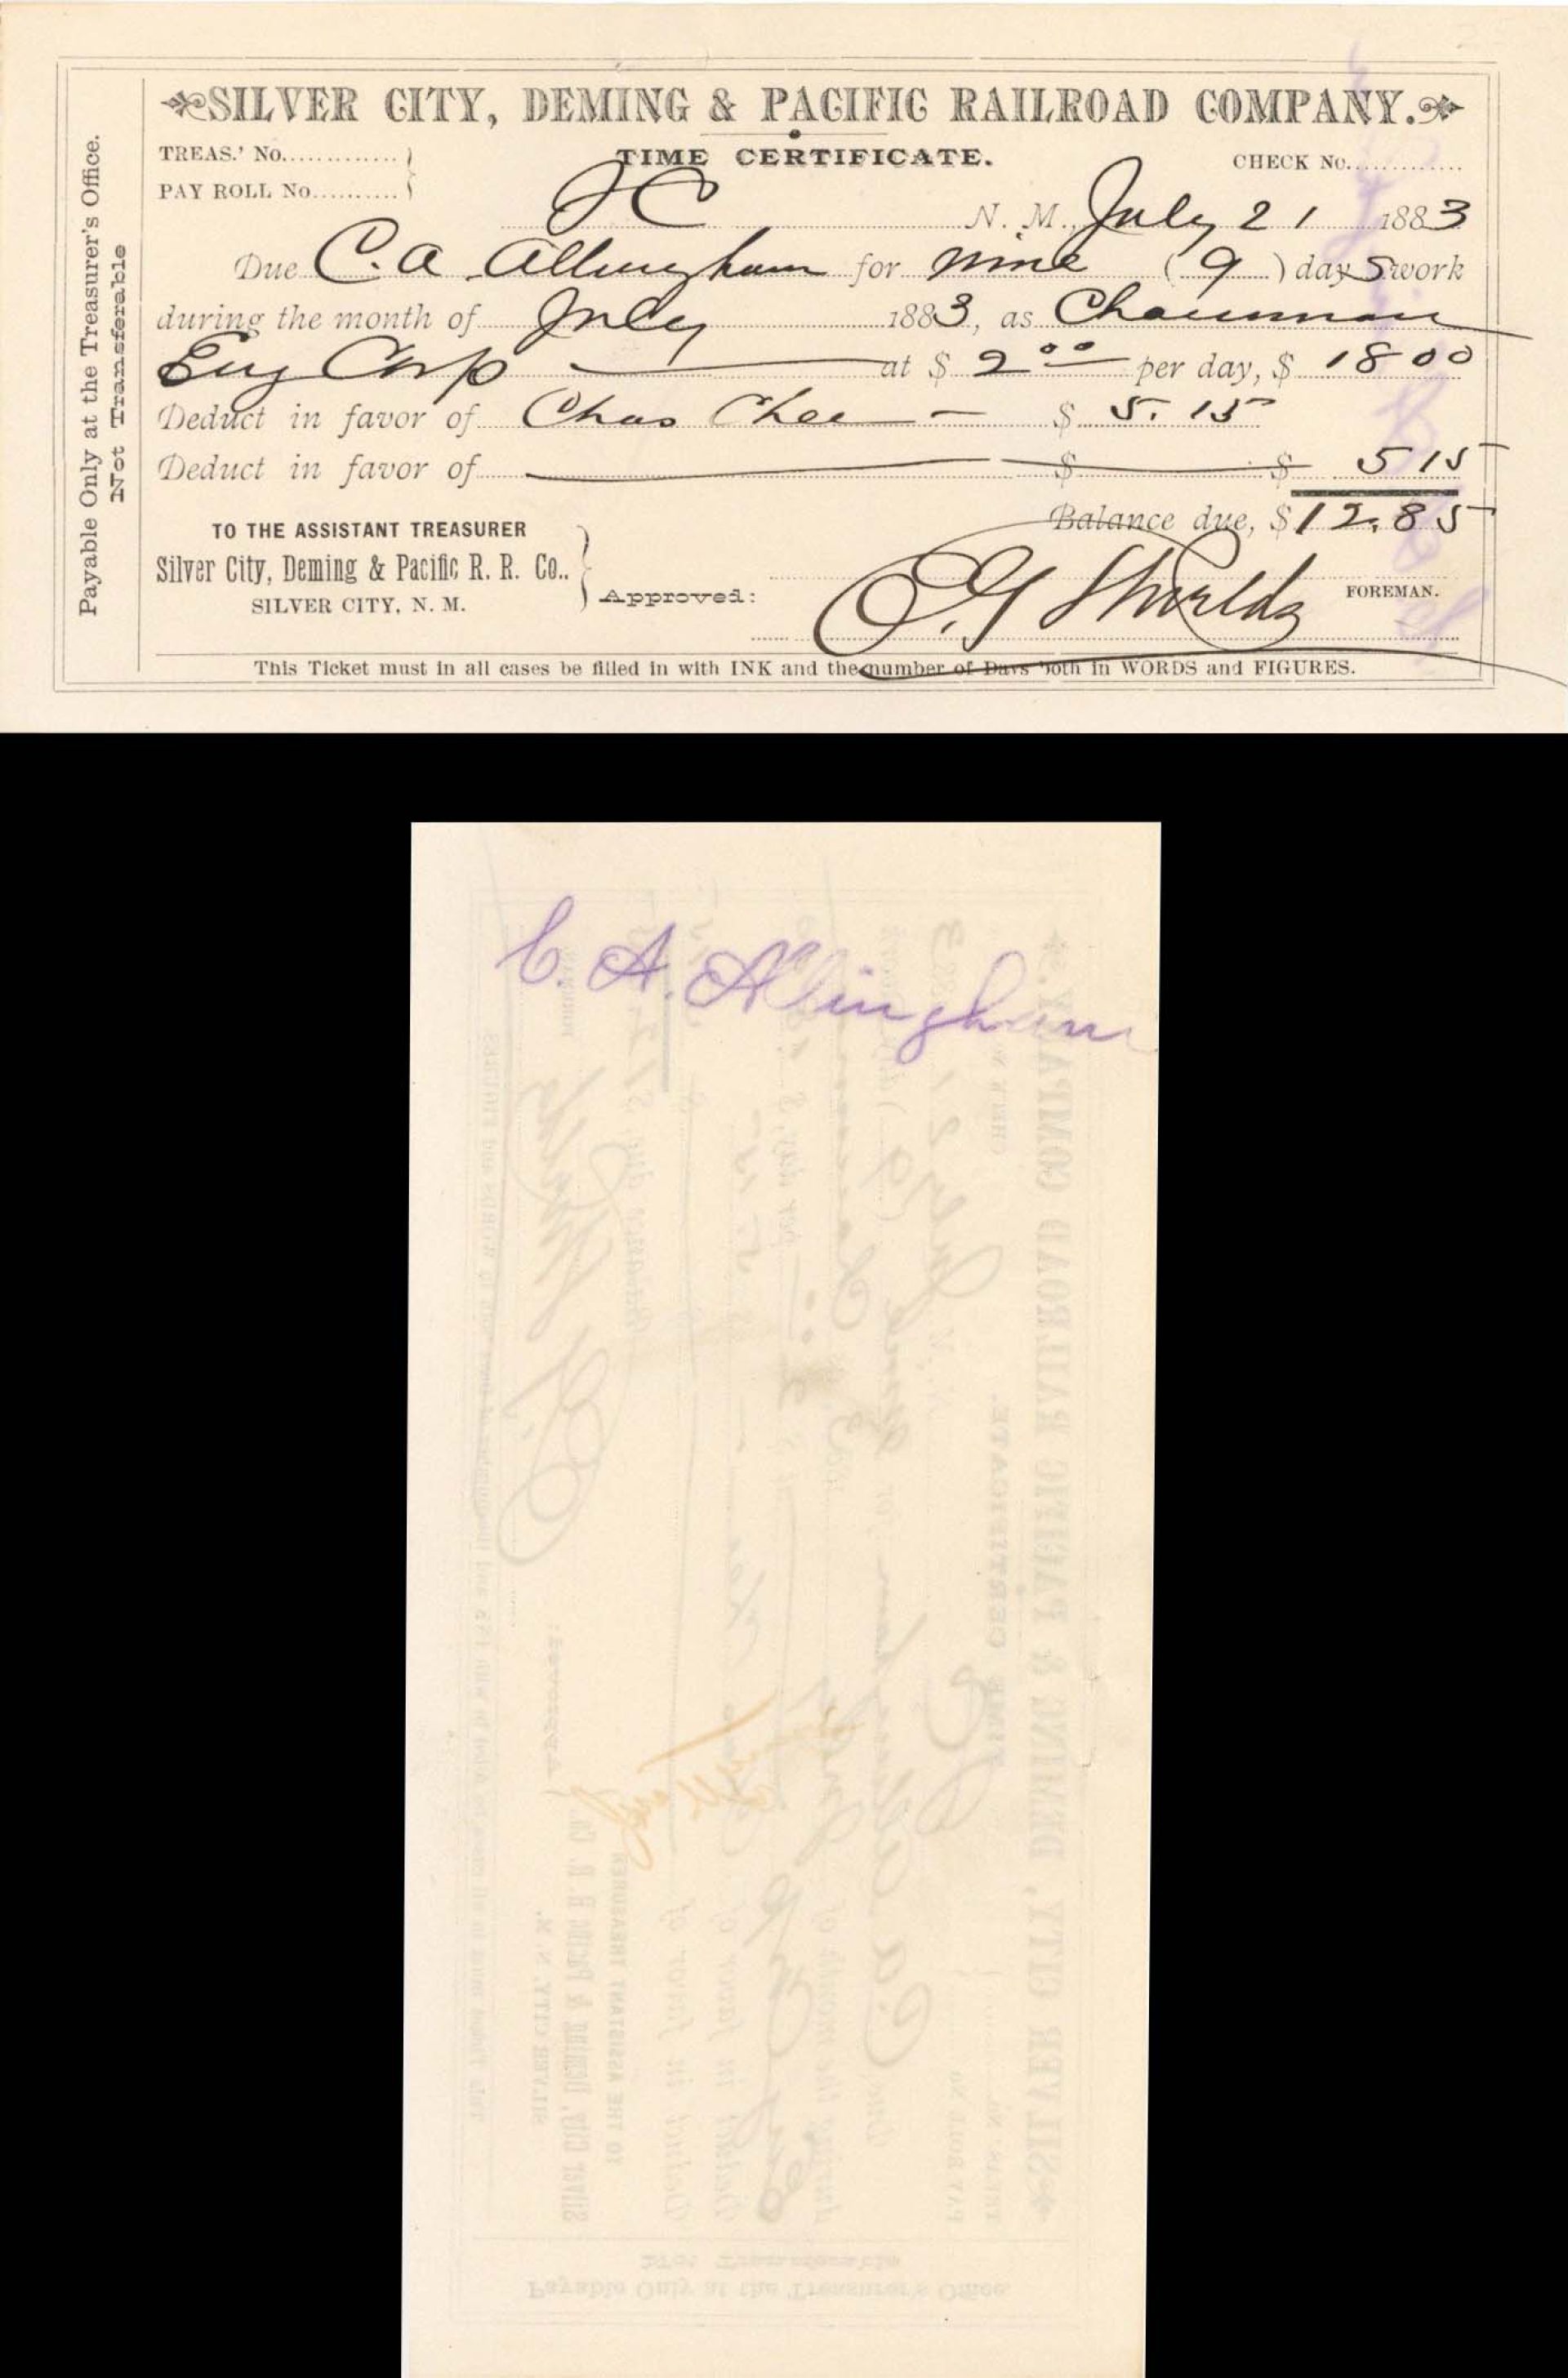 SILVER CITY, DEMING & PACIFIC RAILROAD COMPANY.
TREAS.' No.............
TIME CERTIFICATE.
CHECK No.............
PAY ROLL No..........
N. M., July 21 1883
Due C. A Allingham for nine (9) days work
during the month of July 1883, as Chainman
Eng Corp at $ 2 00 per day, $ 18 00
Deduct in favor of Chas Chee $ 5.15
Deduct in favor of $ $ 5 15
Balance due, $ 12.85
TO THE ASSISTANT TREASURER
Silver City, Deming & Pacific R. R. Co..
SILVER CITY, N. M.
Approved:
FOREMAN.
This Ticket must in all cases be filled in with INK and the number of Days both in WORDS and FIGURES.
Payable Only at the Treasurer's Office.
Not Transferable
C. A. Allingham